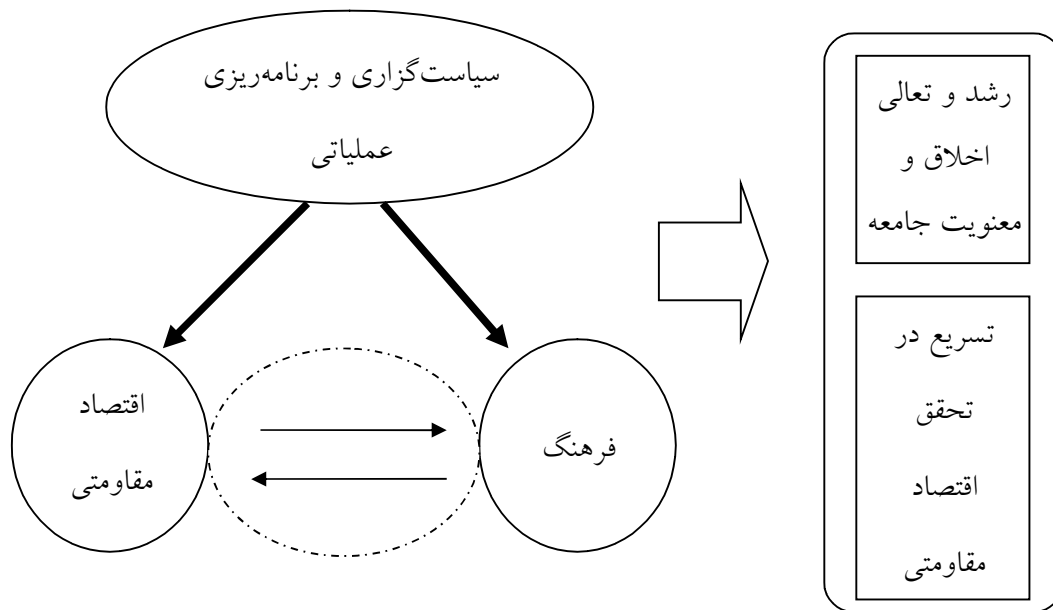 سیاست‌گزاری و برنامه‌ریزی
عملیاتی
رشد و تعالی
اخلاق و
معنویت جامعه
اقتصاد
مقاومتی
فرهنگ
تسریع در
تحقق
اقتصاد
مقاومتی